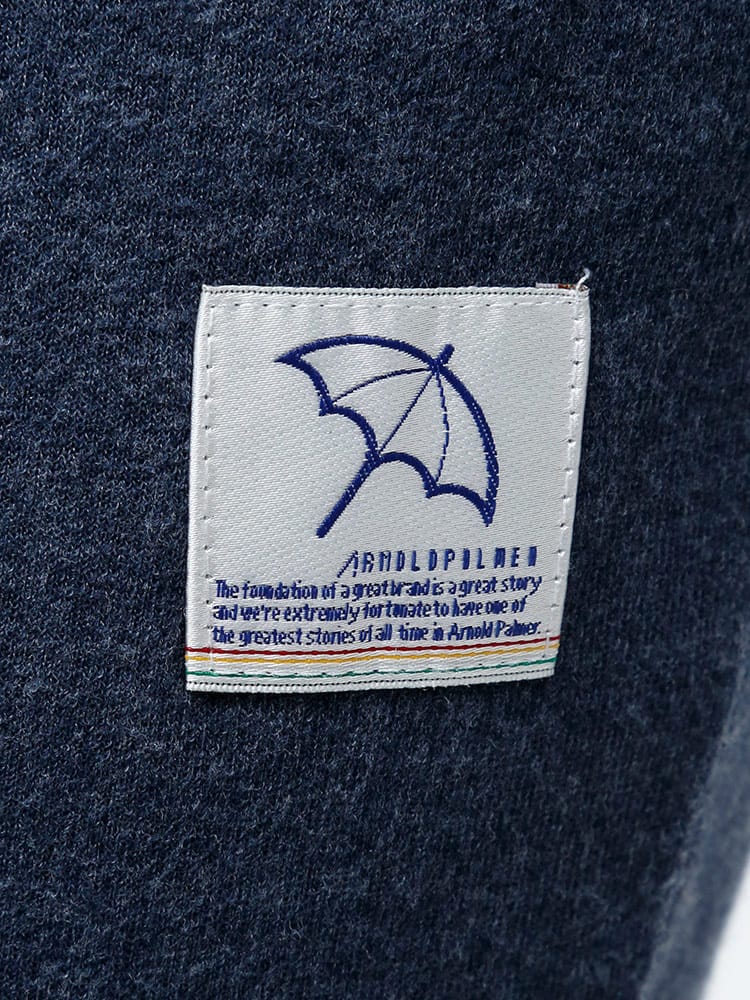 ARNOLDPALMER
The foundation of a great brand is a great story
and we're extremely fortunate to have one of
the greatest stories of all time in Arnold Palmer.